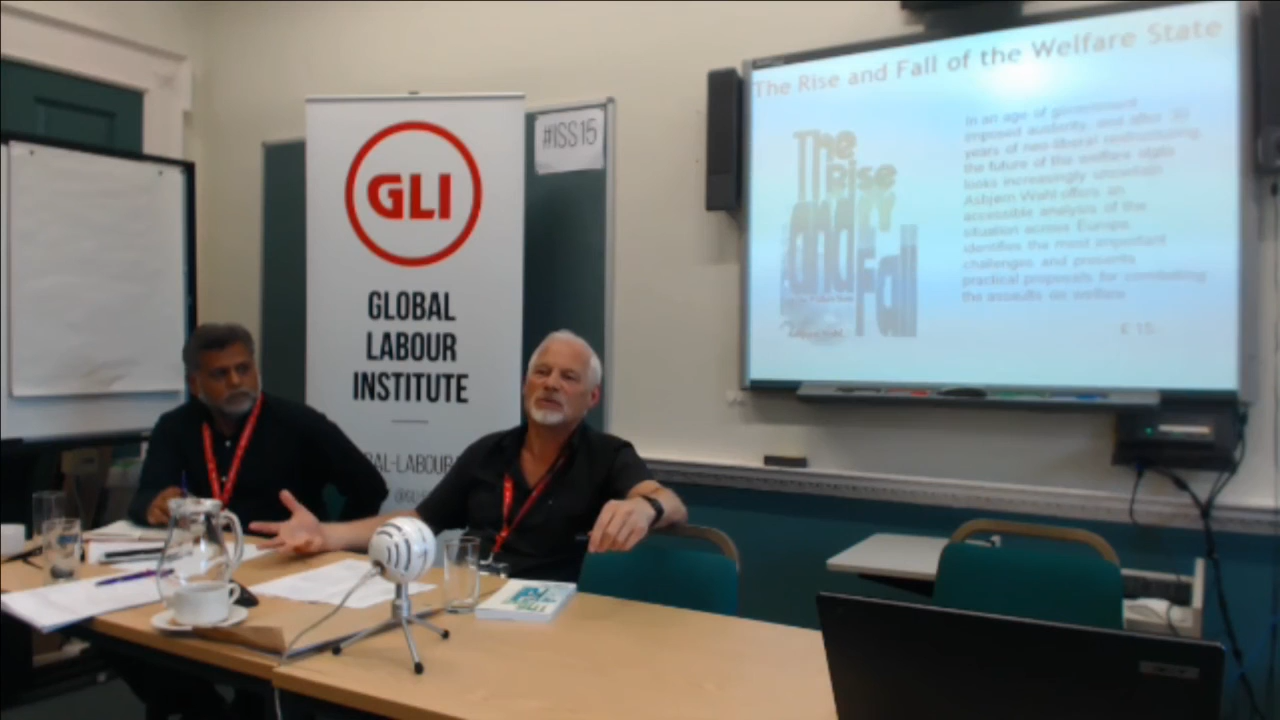 GLI
GLOBAL
LABOUR
INSTITUTE
#ISS15
The Rise and Fall of the Welfare State
The
Rise
and
Fall
In an age of government
imposed austerity, and after 30
years of neo-liberal restructuring
the future of the welfare state
looks increasingly uncertain
Asbjørn Wahl offers an
accessible analysis of the
situation across Europe,
identifies the most important
challenges and presents
practical proposals for combating
the assaults on welfare
£ 15